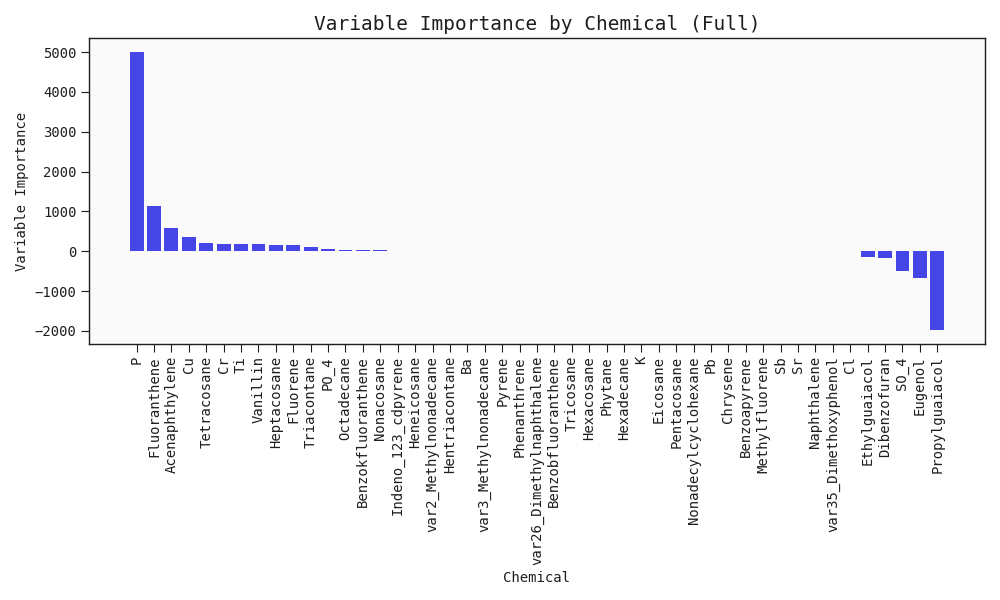 Variable Importance by Chemical (Full)
Variable Importance
5000
4000
3000
2000
1000
0
−1000
−2000
P
Fluoranthene
Acenaphthylene
Cu
Tetracosane
Cr
Ti
Vanillin
Heptacosane
Fluorene
Triacontane
PO_4
Octadecane
Benzokfluoranthene
Nonacosane
Indeno_123_cdpyrene
Heneicosane
var2_Methylnonadecane
Hentriacontane
Ba
var3_Methylnonadecane
Pyrene
Phenanthrene
var26_Dimethylnaphthalene
Benzobfluoranthene
Tricosane
Hexacosane
Phytane
Hexadecane
K
Eicosane
Pentacosane
Nonadecylcyclohexane
Pb
Chrysene
Benzoapyrene
Methylfluorene
Sb
Sr
Naphthalene
var35_Dimethoxyphenol
Cl
Ethylguaiacol
Dibenzofuran
SO_4
Eugenol
Propylguaiacol
Chemical